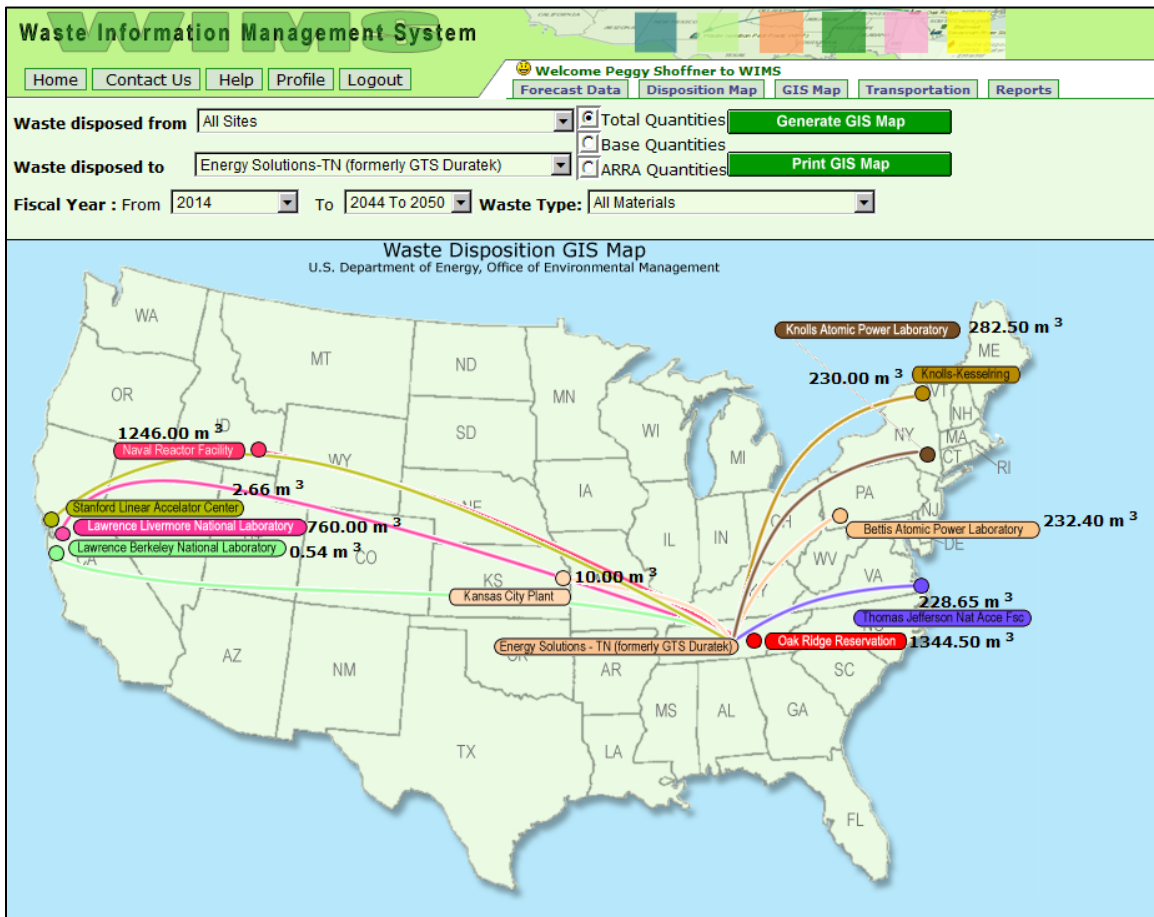 Waste Information Management System
WIMS
Home Contact Us Help Profile Logout
Welcome Peggy Shoffner to WIMS
Forecast Data Disposition Map GIS Map Transportation Reports
Waste disposed from All Sites Total Quantities Generate GIS Map
Base Quantities
Waste disposed to Energy Solutions-TN (formerly GTS Duratek) ARRA Quantities Print GIS Map
Fiscal Year : From 2014 To 2044 To 2050 Waste Type: All Materials
Waste Disposition GIS Map
U.S. Department of Energy, Office of Environmental Management
WA
MT
ND
MN
OR
ID
WY
SD
WI
MI
NY
VT
ME
NH
MA
CT
RI
Knolls Atomic Power Laboratory 282.50 m 3
230.00 m 3 Knolls-Kesselring
1246.00 m 3
Naval Reactor Facility
2.66 m 3
Stanford Linear Accelator Center
Lawrence Livermore National Laboratory 760.00 m 3
Lawrence Berkeley National Laboratory 0.54 m 3
CA
CO
NE
IA
IL
IN
OH
PA
NJ
DE
WV
VA
KY
Bettis Atomic Power Laboratory 232.40 m 3
KS
10.00 m 3
Kansas City Plant
228.65 m 3
Thomas Jefferson Nat Acce Fsc
Energy Solutions - TN (formerly GTS Duratek)
Oak Ridge Reservation 1344.50 m 3
AZ
NM
OK
AR
SC
MS
AL
GA
TX
LA
FL